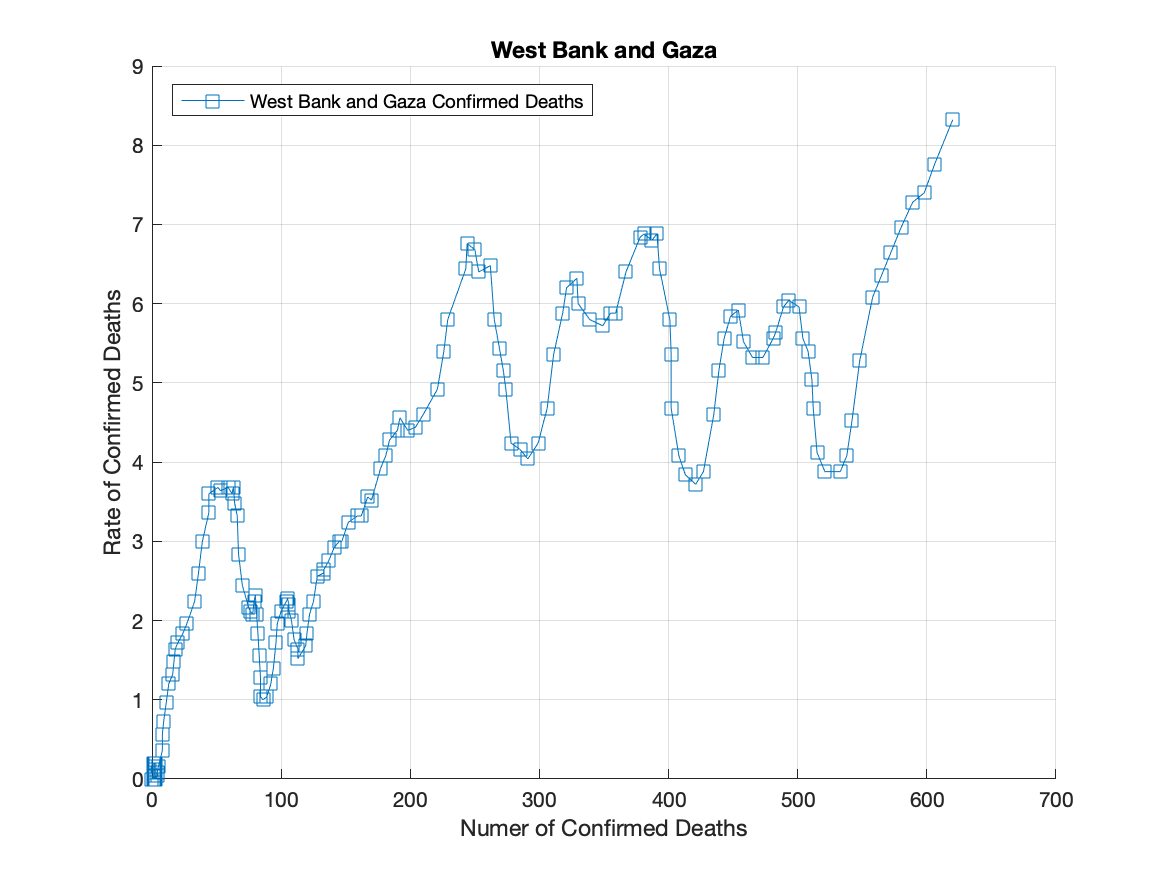 West Bank and Gaza
West Bank and Gaza Confirmed Deaths
9
8
7
6
5
4
3
2
1
0
Rate of Confirmed Deaths
0 100 200 300 400 500 600 700
Numer of Confirmed Deaths